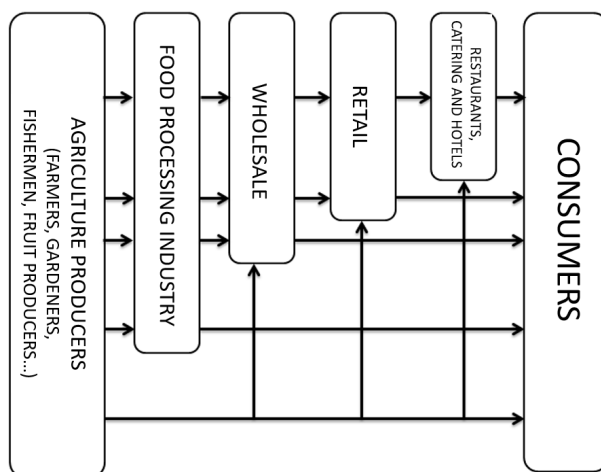 AGRICULTURE PRODUCERS
(FARMERS, GARDENERS,
FISHERMEN, FRUIT PRODUCERS...)
FOOD PROCESSING INDUSTRY
WHOLESALE
RETAIL
RESTAURANTS,
CATERING AND HOTELS
CONSUMERS